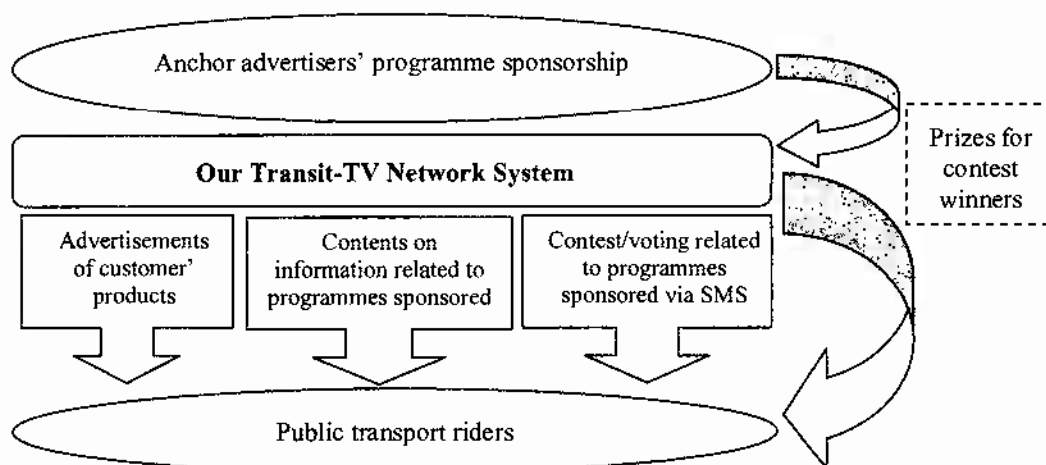 Anchor advertisers' programme sponsorship
Prizes for
contest
winners
Our Transit-TV Network System
Advertisements
of customer'
products
Contents on
information related to
programmes sponsored
Contest/voting related
to programmes
sponsored via SMS
Public transport riders